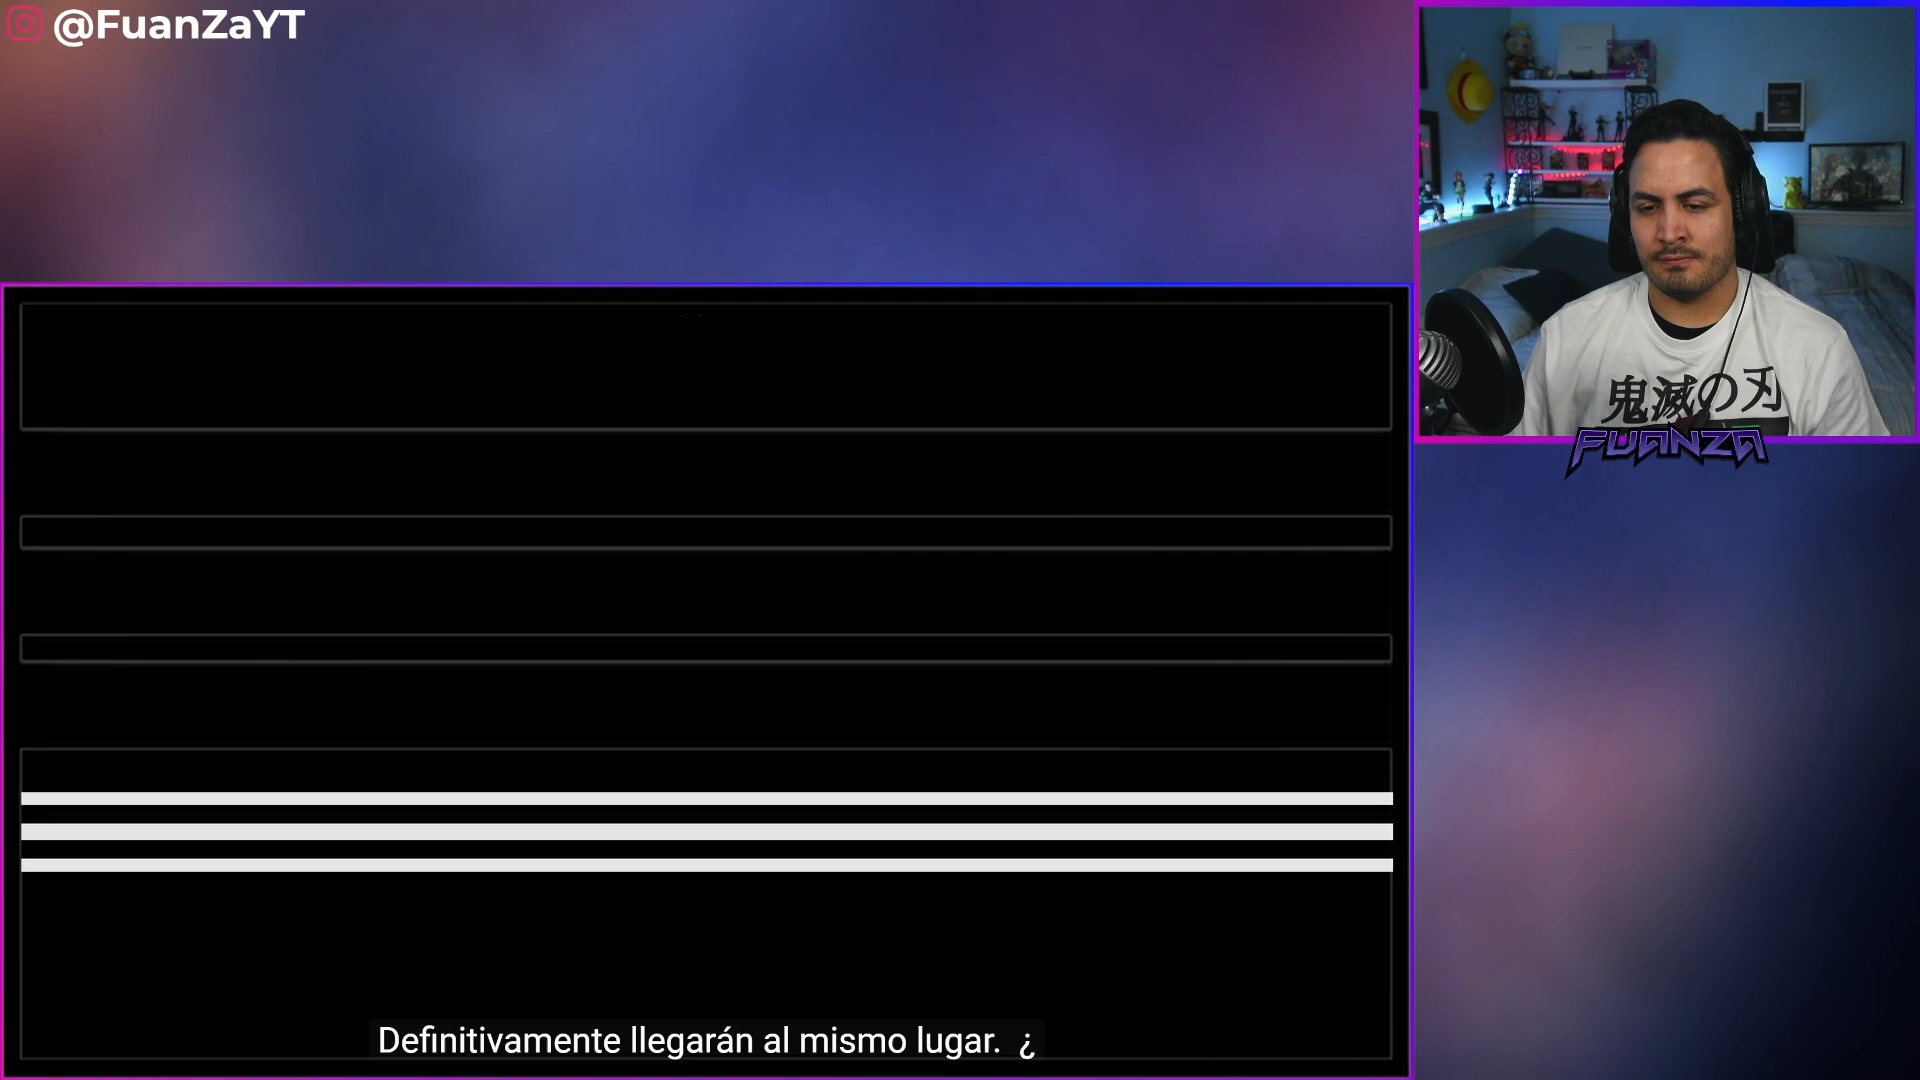 @FuanZaYT
鬼滅の刃
FUANZA
Definitivamente llegarán al mismo lugar. ¿